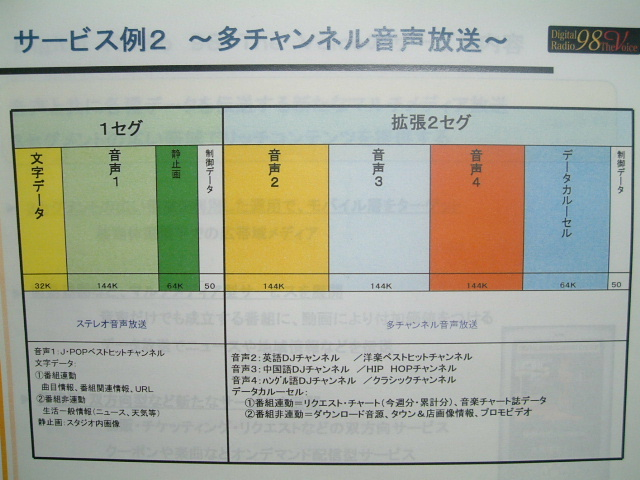 サービス例2 ~多チャンネル音声放送~
Digital Radio 98 The Voice
1セグ
拡張2セグ
文字データ
音声1
静止画
制御データ
音声2
音声3
音声4
データカルーセル
制御データ
32K
144K
64K
50
144K
144K
144K
64K
50
ステレオ音声放送
多チャンネル音声放送
音声1:J-POPベストヒットチャンネル
文字データ:
①番組連動
曲目情報、番組関連情報、URL
②番組非連動
生活一般情報(ニュース、天気等)
静止画:スタジオ内画像
音声2:英語DJチャンネル /洋楽ベストヒットチャンネル
音声3:中国語DJチャンネル /HIP HOPチャンネル
音声4:ハングル語DJチャンネル /クラシックチャンネル
データカルーセル:
①番組連動=リクエスト・チャート(今週分・累計分)、音楽チャート誌データ
②番組非連動=ダウンロード音源、タウン&店画像情報、プロモビデオ